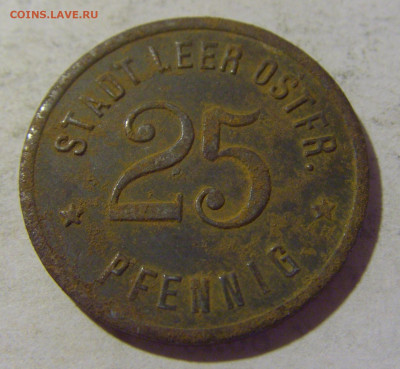 COINS.LAVE.RU
STADT LEER OSTFR.
25
PFENNIG